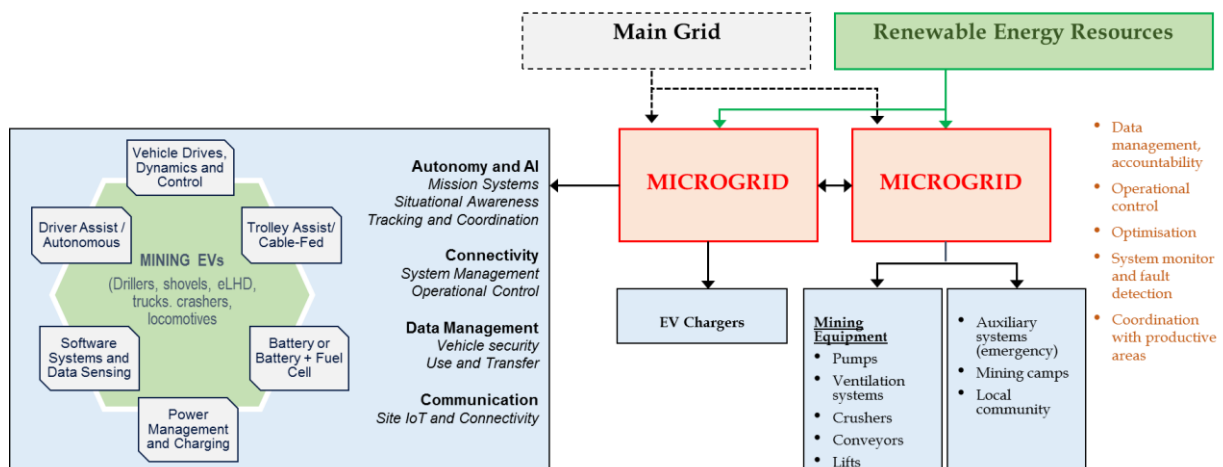 Main Grid
Renewable Energy Resources
Vehicle Drives,
Dynamics and
Control
Driver Assist /
Autonomous
Trolley Assist/
Cable-Fed
MINING EVs
(Drillers, shovels, eLHD,
trucks. crashers,
locomotives
Software
Systems and
Data Sensing
Battery or
Battery + Fuel
Cell
Power
Management
and Charging
Autonomy and AI
Mission Systems
Situational Awareness
Tracking and Coordination
Connectivity
System Management
Operational Control
Data Management
Vehicle security
Use and Transfer
Communication
Site IoT and Connectivity
MICROGRID
MICROGRID
EV Chargers
Mining
Equipment
• Pumps
• Ventilation
systems
• Crushers
• Conveyors
• Lifts
• Auxiliary
systems
(emergency)
• Mining camps
• Local
community
• Data
management,
accountability
• Operational
control
• Optimisation
• System monitor
and fault
detection
• Coordination
with productive
areas